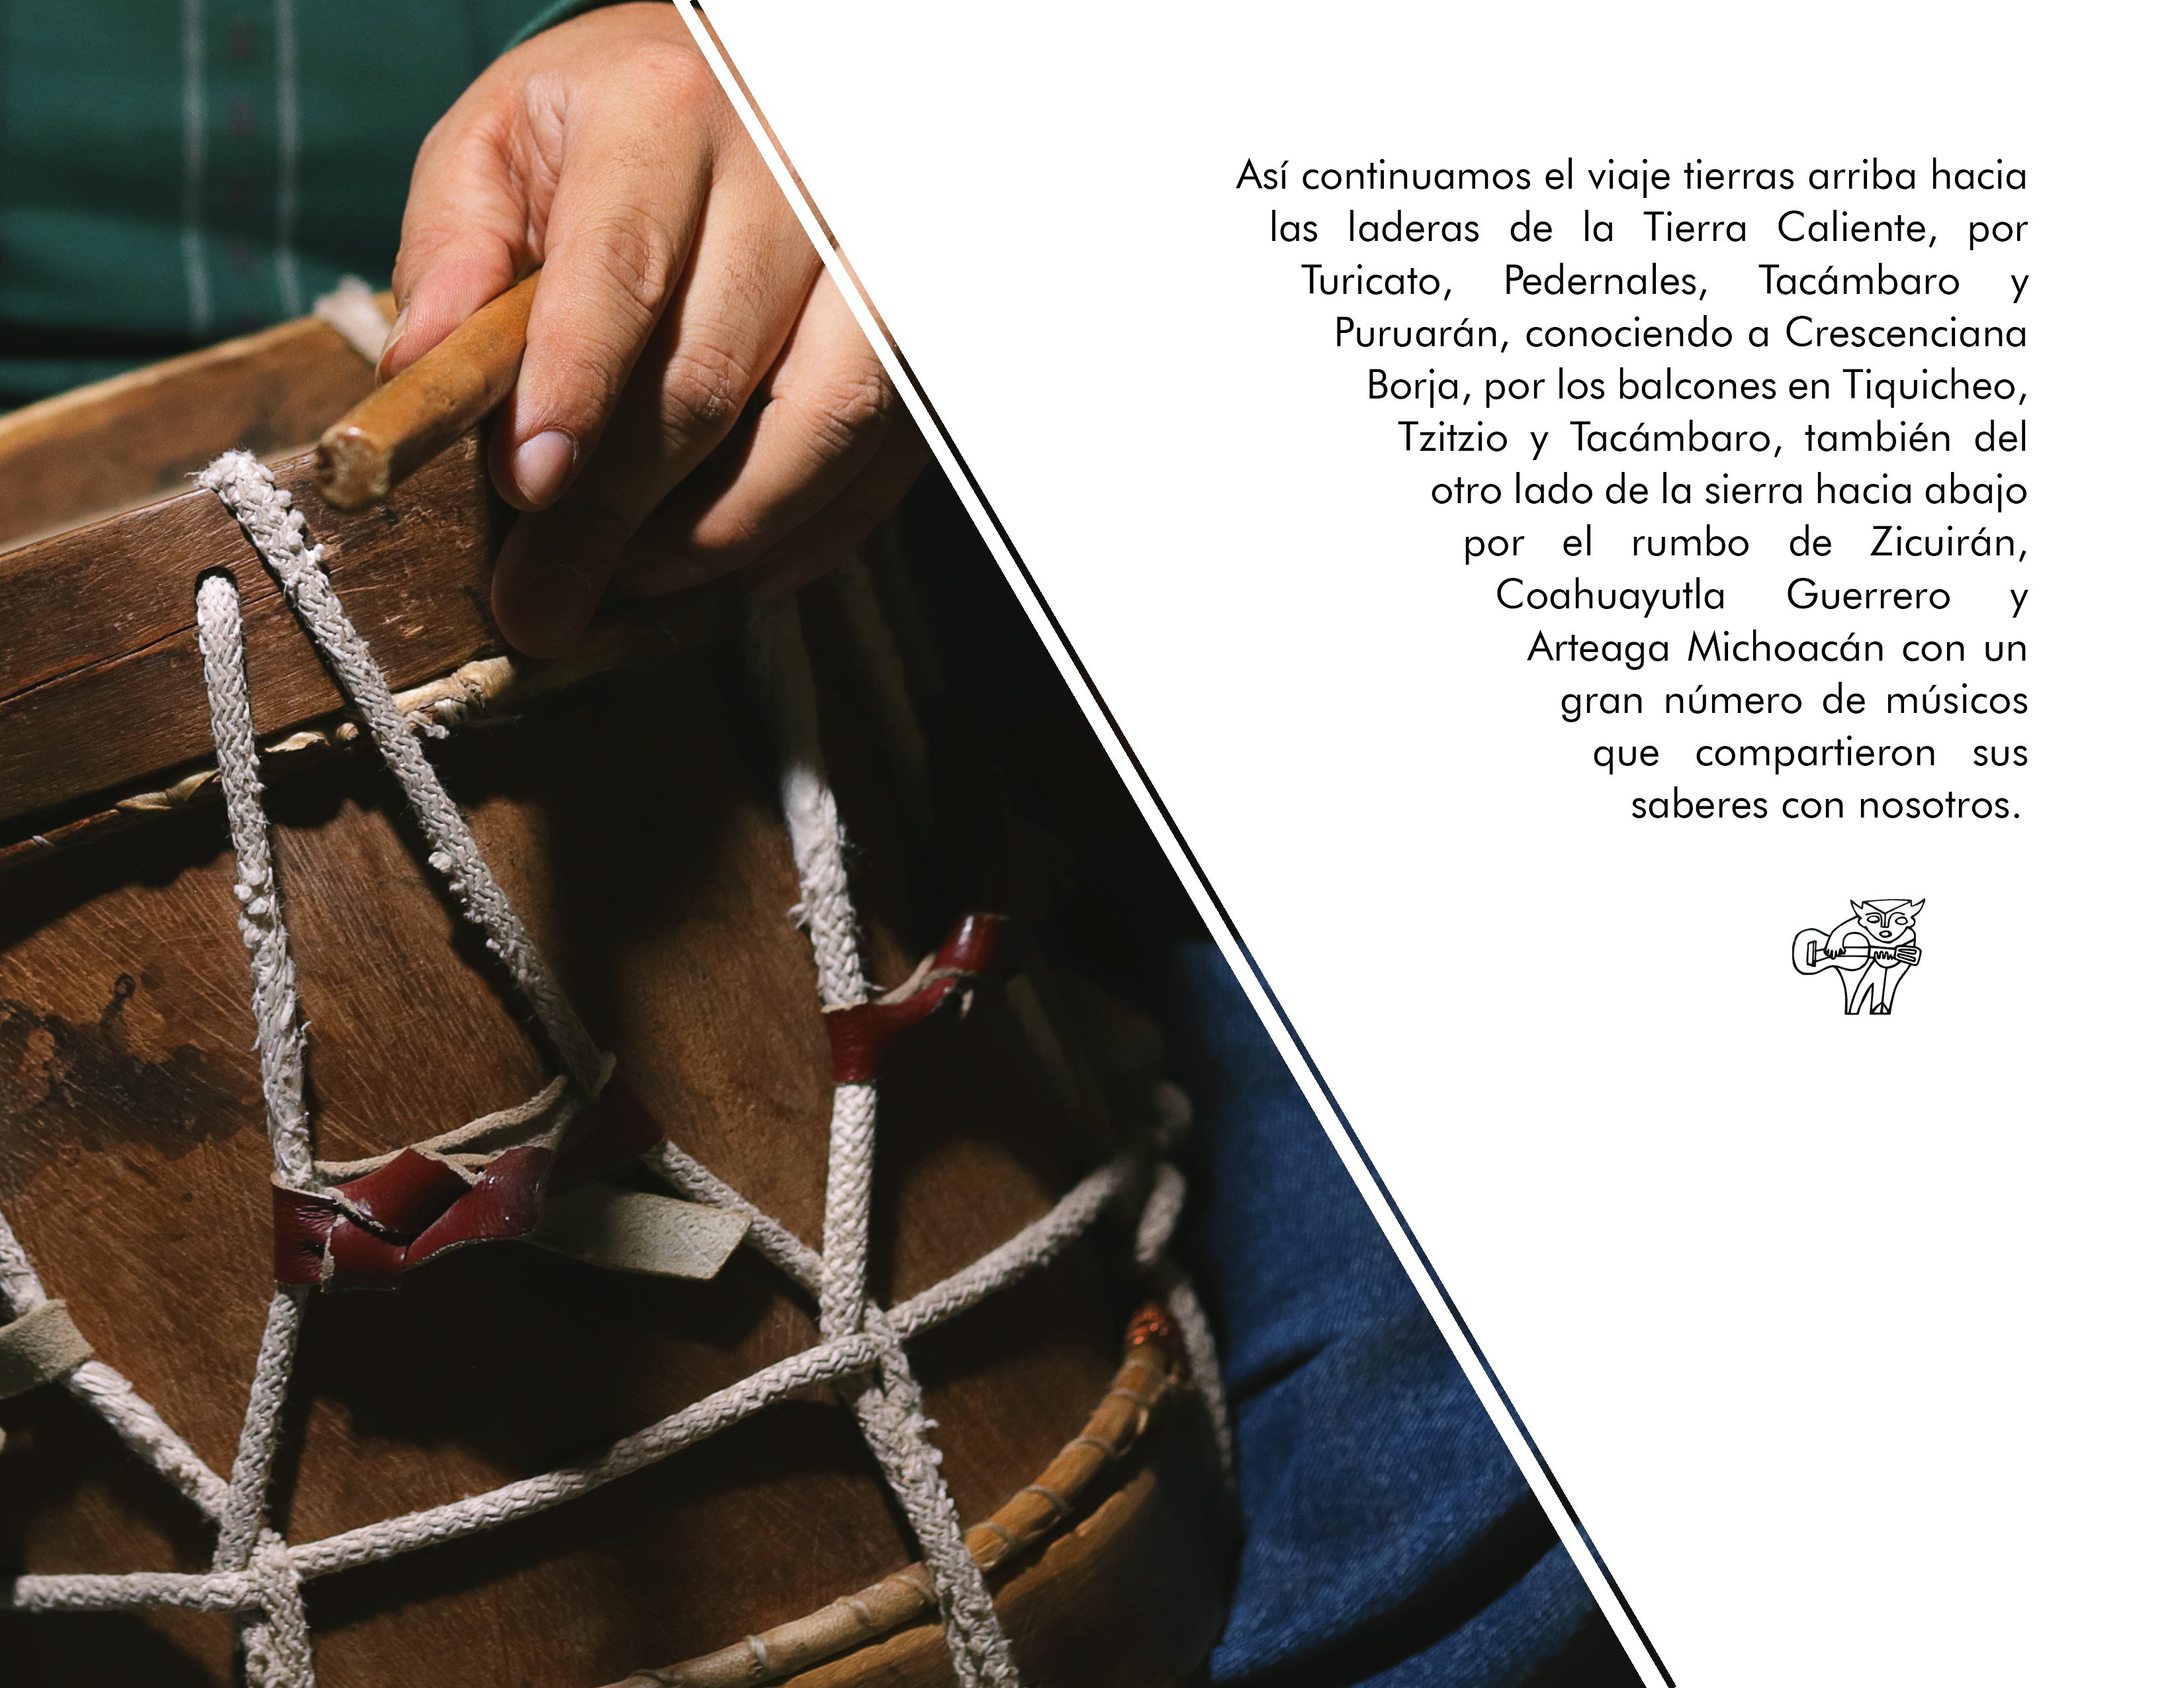 Así continuamos el viaje tierras arriba hacia
las laderas de la Tierra Caliente, por
Turicato, Pedernales, Tacámbaro y
Puruarán, conociendo a Crescenciana
Borja, por los balcones en Tiquicheo,
Tzitzio y Tacámbaro, también del
otro lado de la sierra hacia abajo
por el rumbo de Zicuirán,
Coahuayutla Guerrero y
Arteaga Michoacán con un
gran número de músicos
que compartieron sus
saberes con nosotros.